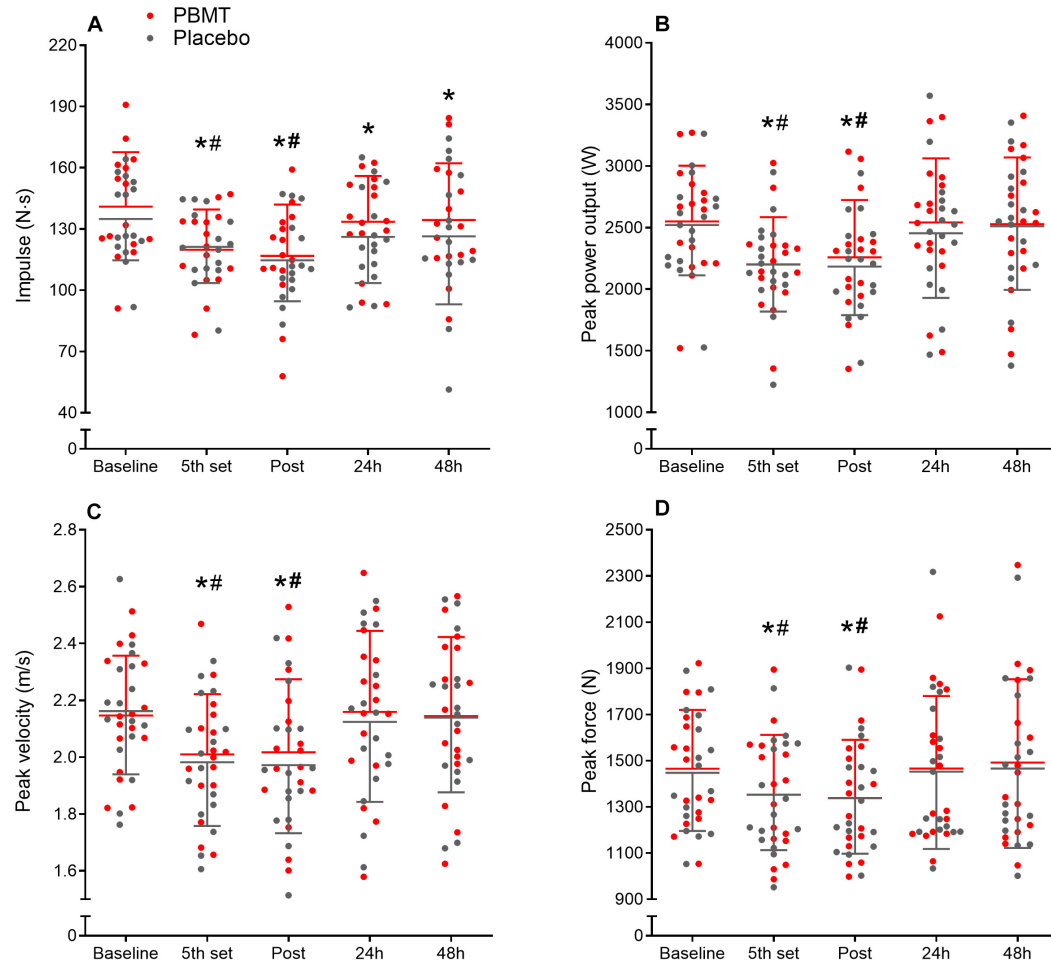 A
PBMT
Placebo
Impulse (N·s)
220
190
160
130
100
70
40
0
*# *# * *
Baseline 5th set Post 24h 48h
B
Peak power output (W)
4000
3500
3000
2500
2000
1500
1000
0
*# *#
Baseline 5th set Post 24h 48h
C
Peak velocity (m/s)
2.8
2.6
2.4
2.2
2.0
1.8
1.6
0
*# *#
Baseline 5th set Post 24h 48h
D
Peak force (N)
2500
2300
2100
1900
1700
1500
1300
1100
900
0
*# *#
Baseline 5th set Post 24h 48h